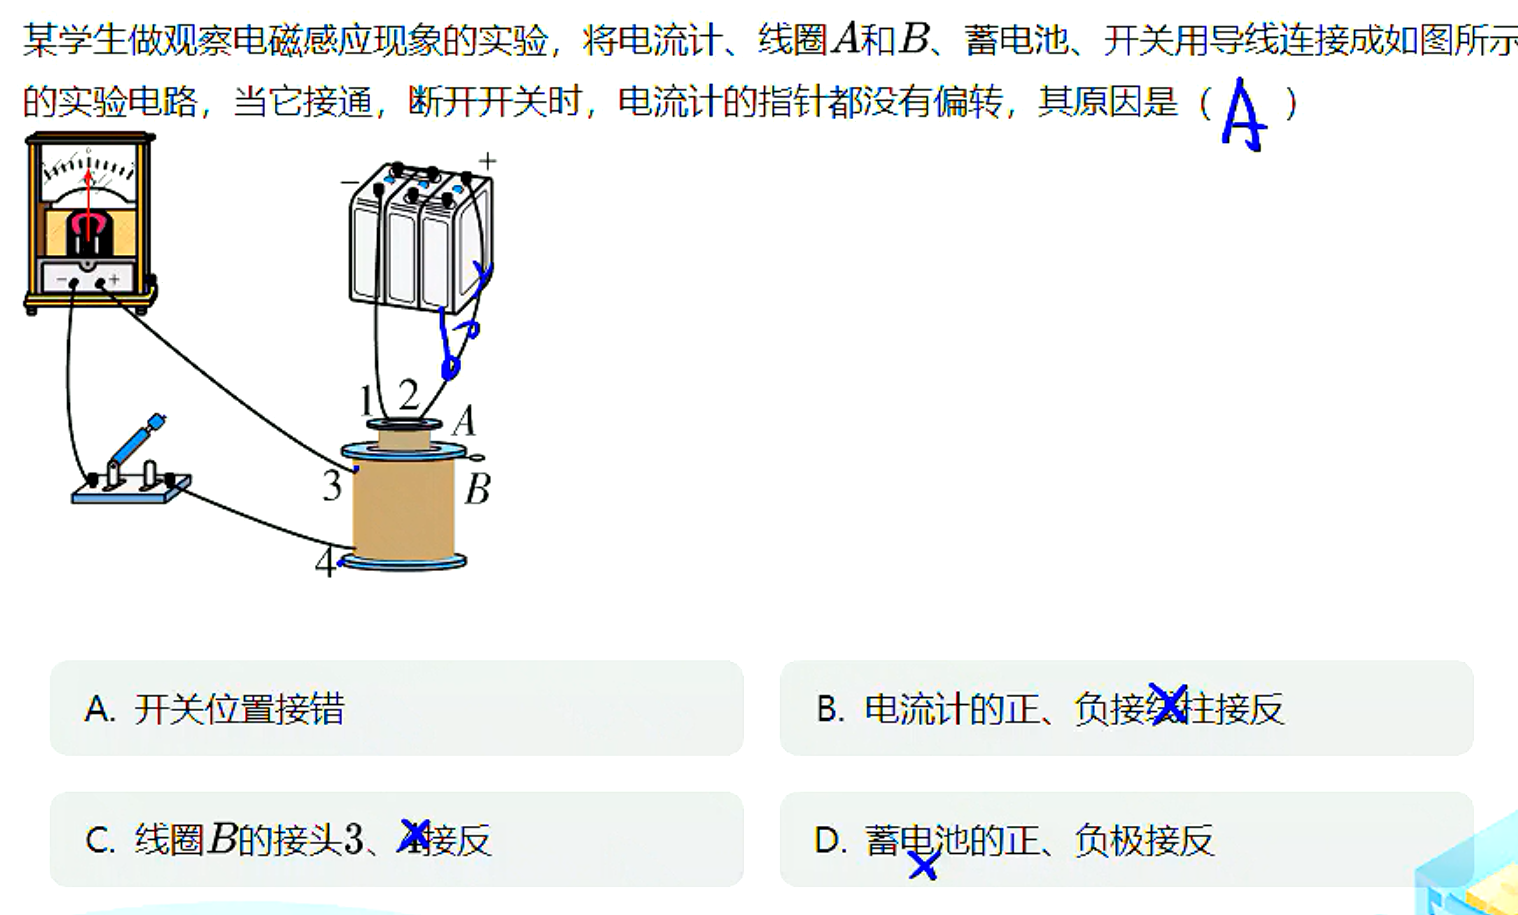 某学生做观察电磁感应现象的实验，将电流计、线圈A和B、蓄电池、开关用导线连接成如图所示
的实验电路，当它接通，断开开关时，电流计的指针都没有偏转，其原因是（ A ）
0
− +
− +
1 2 A
3 B
4
A. 开关位置接错
B. 电流计的正、负接线柱接反
C. 线圈B的接头3、4接反
D. 蓄电池的正、负极接反